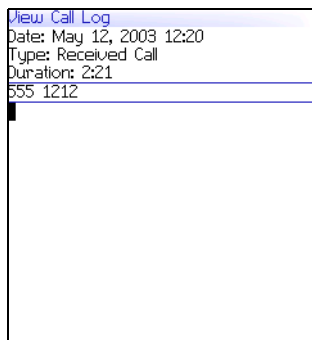 View Call Log
Date: May 12, 2003 12:20
Type: Received Call
Duration: 2:21
555 1212